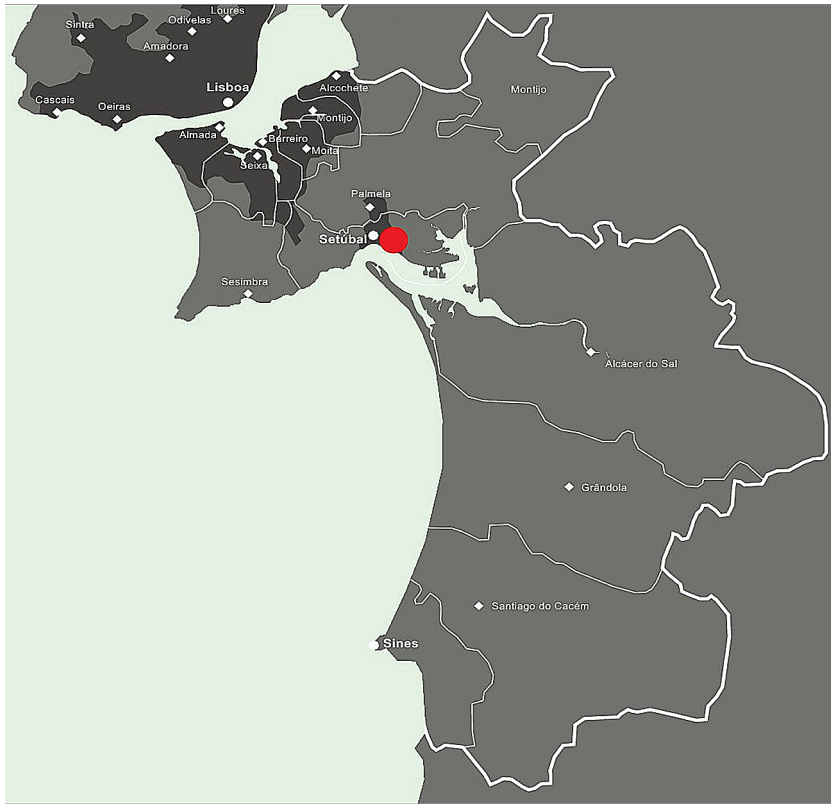 Loures
Odivelas
Sintra
Amadora
Lisboa
Cascais
Oeiras
Alcochete
Montijo
Montijo
Almada
Barreiro
Moita
Seixal
Palmela
Setúbal
Sesimbra
Alcácer do Sal
Grândola
Santiago do Cacém
Sines